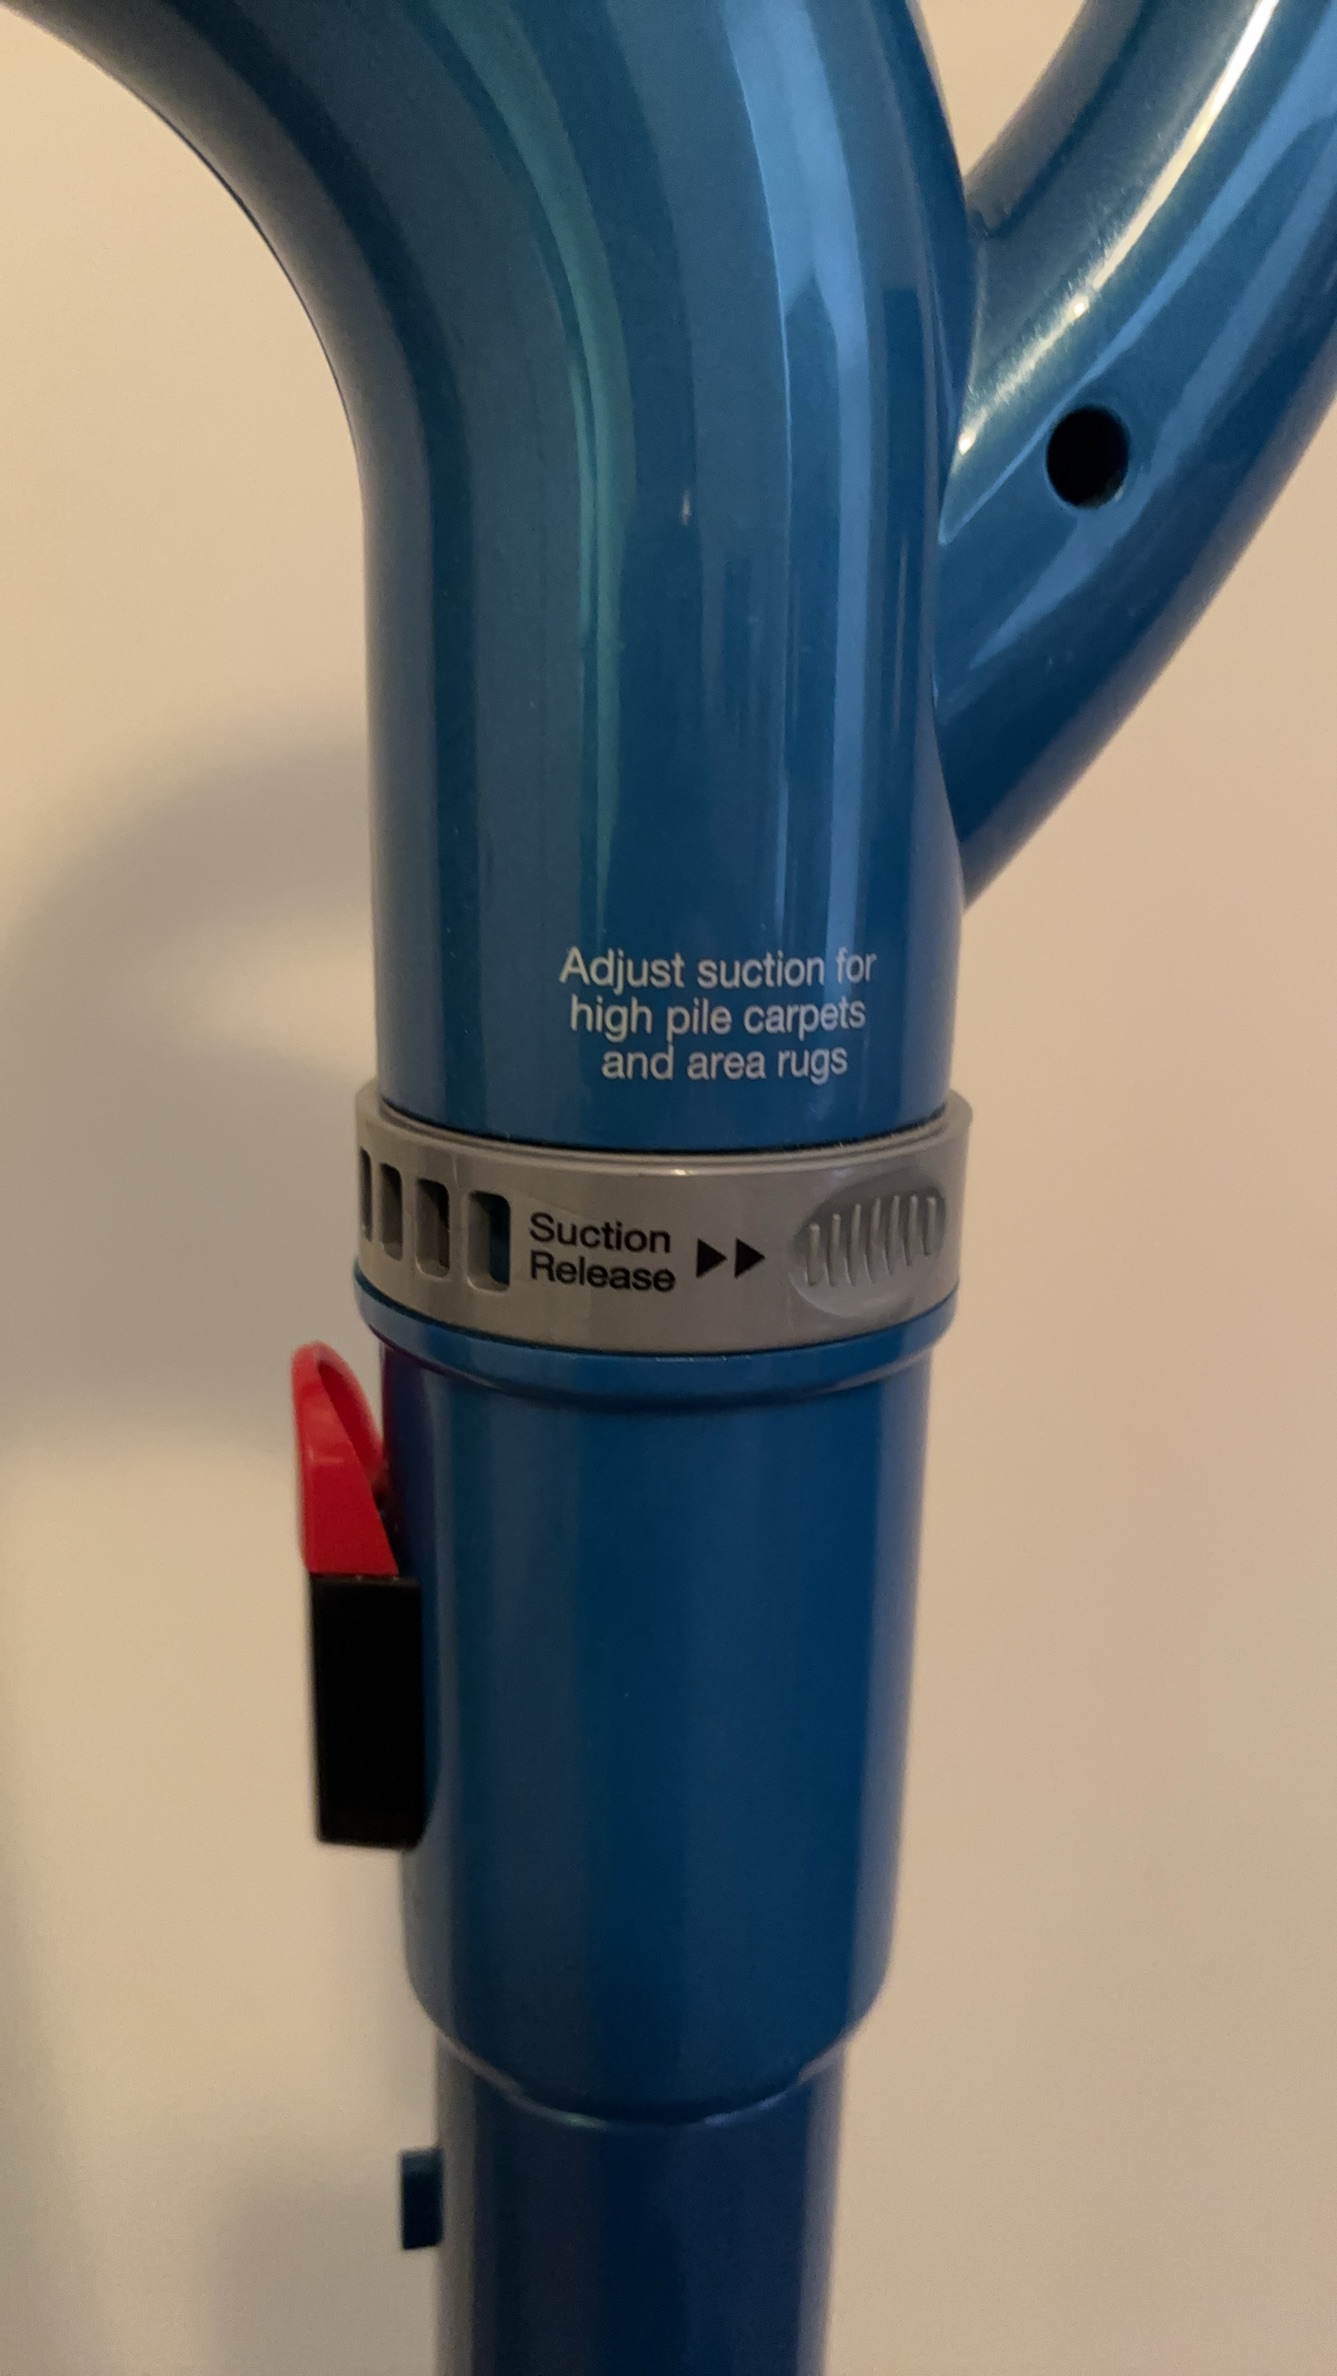 Adjust suction for
high pile carpets
and area rugs
Suction
Release